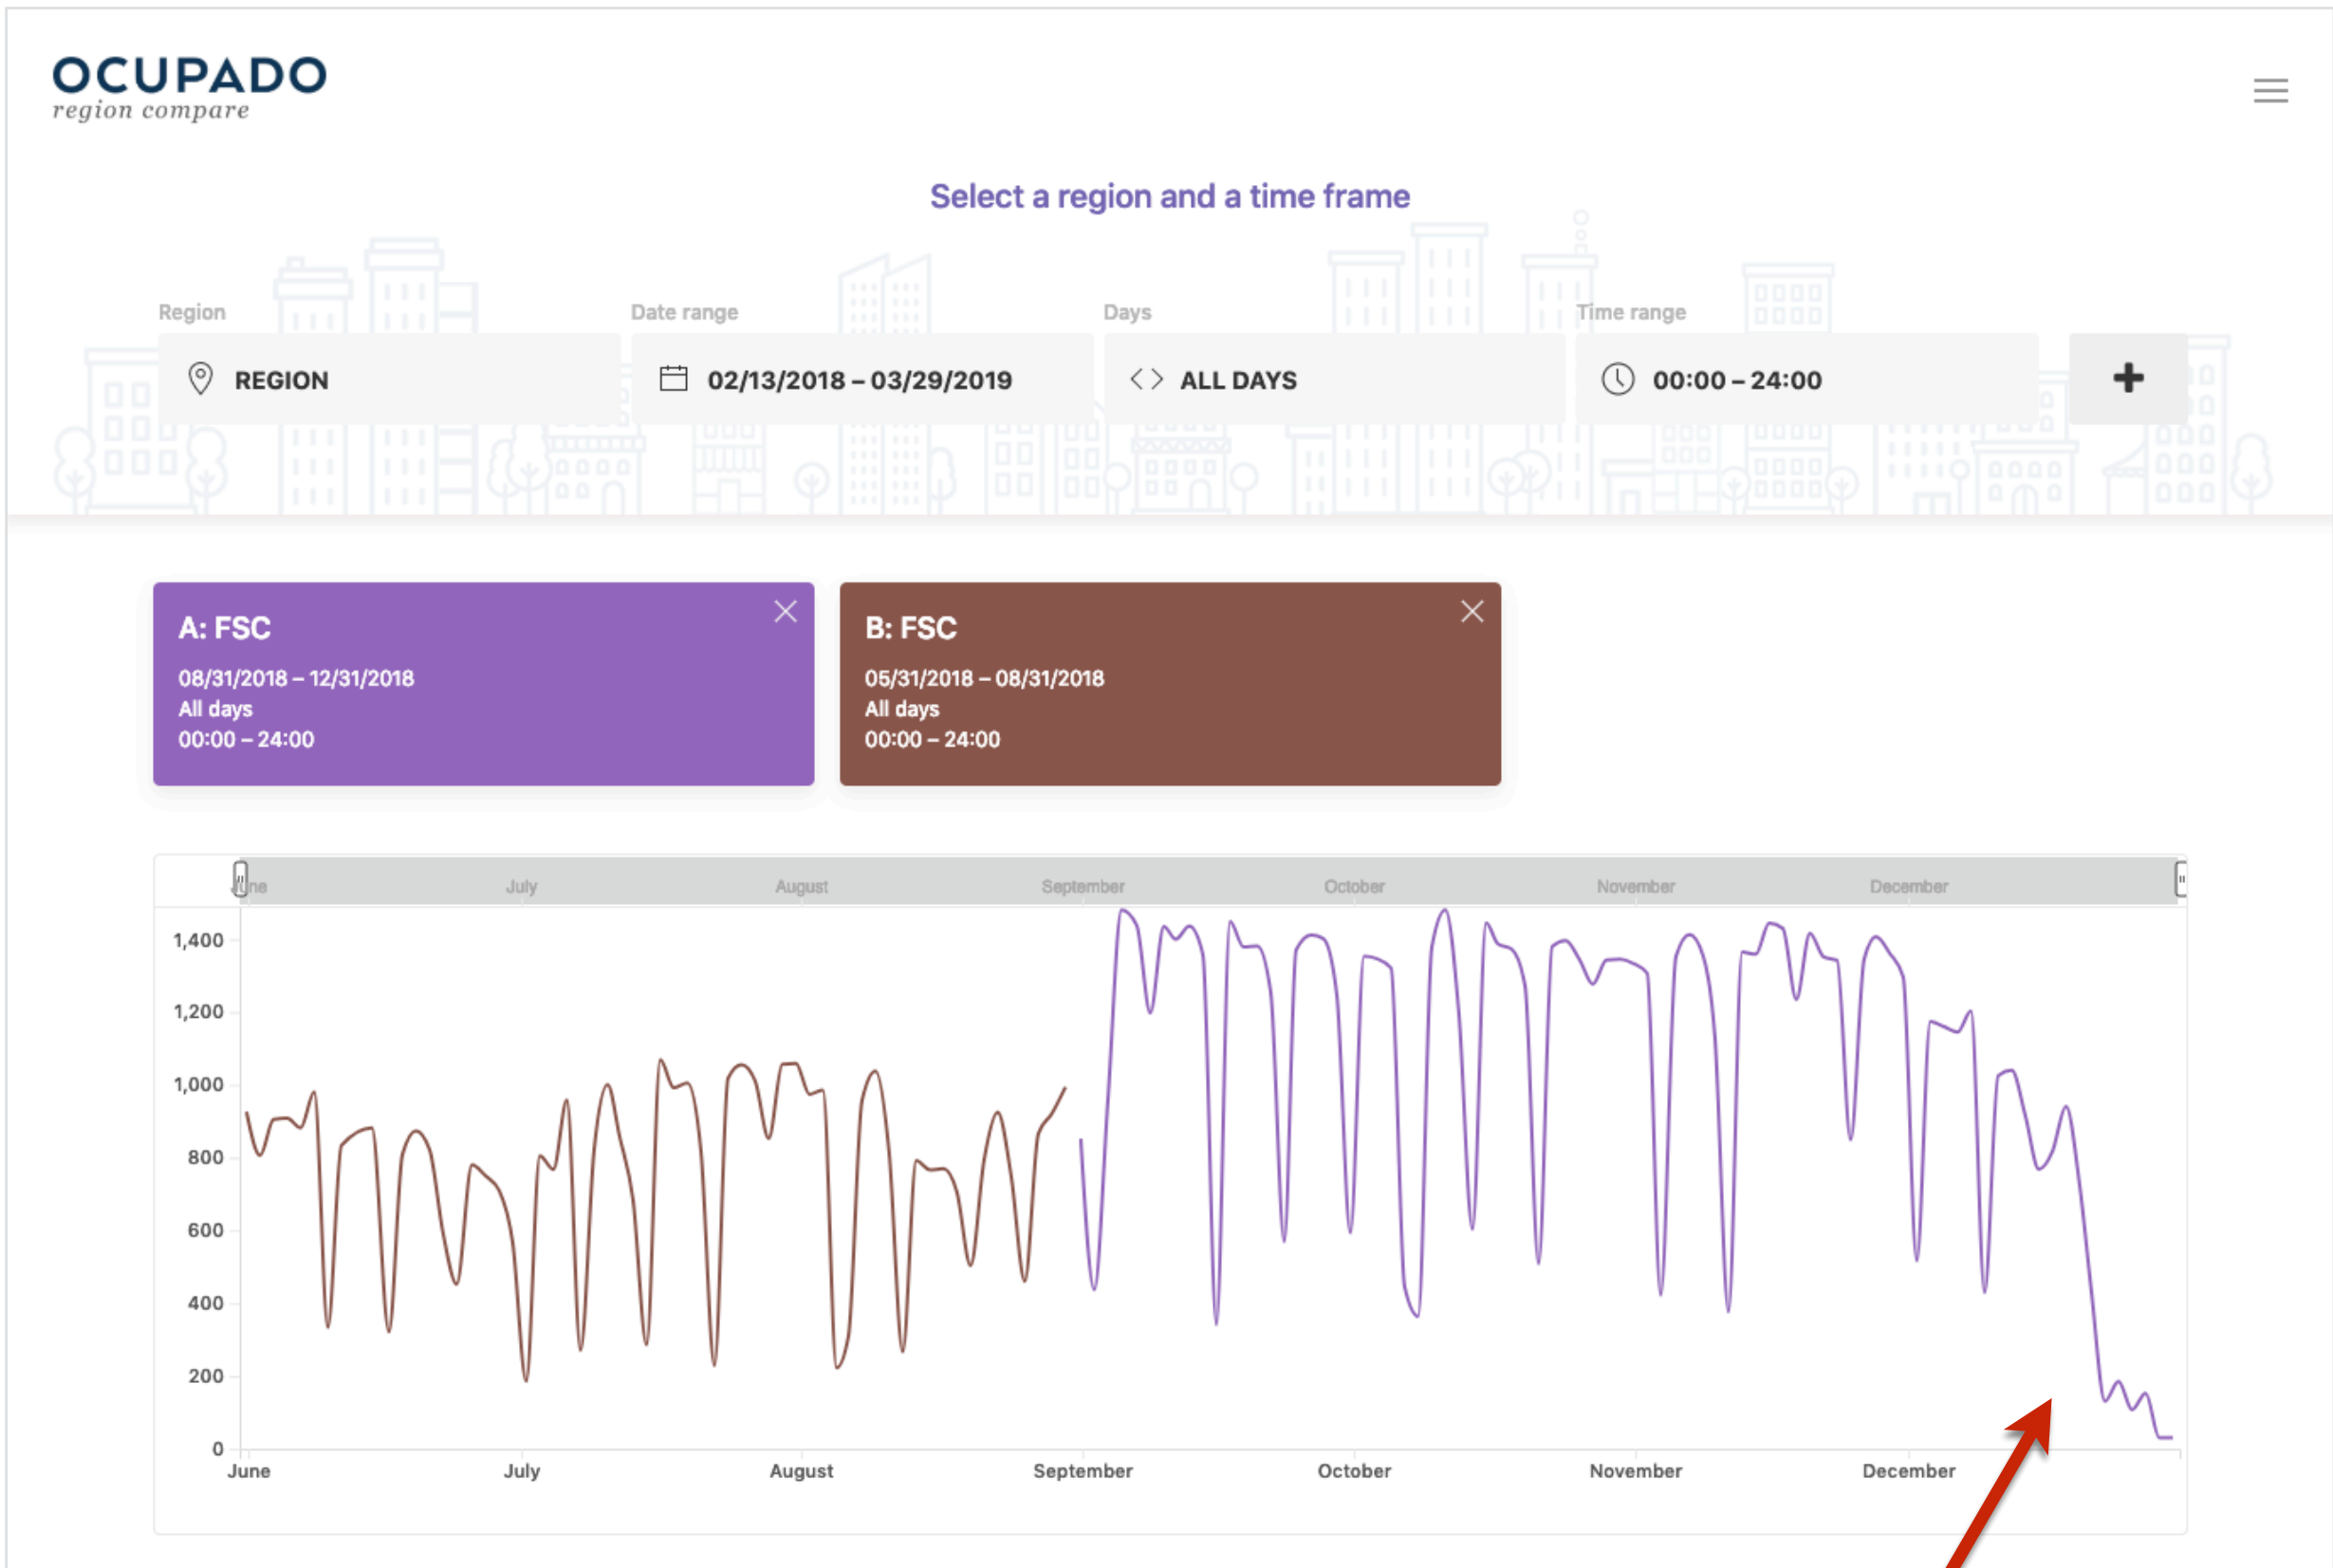 OCUPADO
region compare
Select a region and a time frame
Region Date range Days Time range
REGION 02/13/2018 – 03/29/2019 <> ALL DAYS 00:00 – 24:00 +
A: FSC
08/31/2018 – 12/31/2018
All days
00:00 – 24:00
B: FSC
05/31/2018 – 08/31/2018
All days
00:00 – 24:00
June July August September October November December
1,400
1,200
1,000
800
600
400
200
0
June July August September October November December